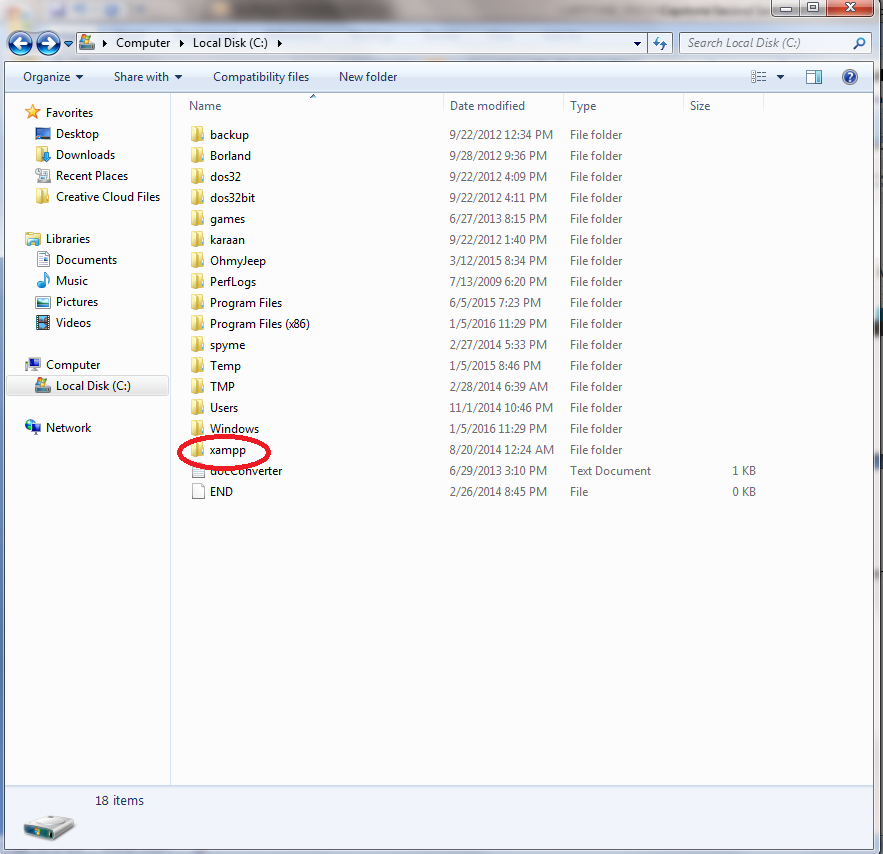 Computer Local Disk (C:) Search Local Disk (C:)
Organize Share with Compatibility files New folder
Name Date modified Type Size
Favorites
Desktop
Downloads
Recent Places
Creative Cloud Files
Libraries
Documents
Music
Pictures
Videos
Computer
Local Disk (C:)
Network
backup 9/22/2012 12:34 PM File folder
Borland 9/28/2012 9:36 PM File folder
dos32 9/22/2012 4:09 PM File folder
dos32bit 9/22/2012 4:11 PM File folder
games 6/27/2013 8:15 PM File folder
karaan 9/22/2012 1:40 PM File folder
OhmyJeep 3/12/2015 8:34 PM File folder
PerfLogs 7/13/2009 6:20 PM File folder
Program Files 6/5/2015 7:23 PM File folder
Program Files (x86) 1/5/2016 11:29 PM File folder
spyme 2/27/2014 5:33 PM File folder
Temp 1/5/2015 8:46 PM File folder
TMP 2/28/2014 6:39 AM File folder
Users 11/1/2014 10:46 PM File folder
Windows 1/5/2016 11:29 PM File folder
xampp 8/20/2014 12:24 AM File folder
docConverter 6/29/2013 3:10 PM Text Document 1 KB
END 2/26/2014 8:45 PM File 0 KB
18 items